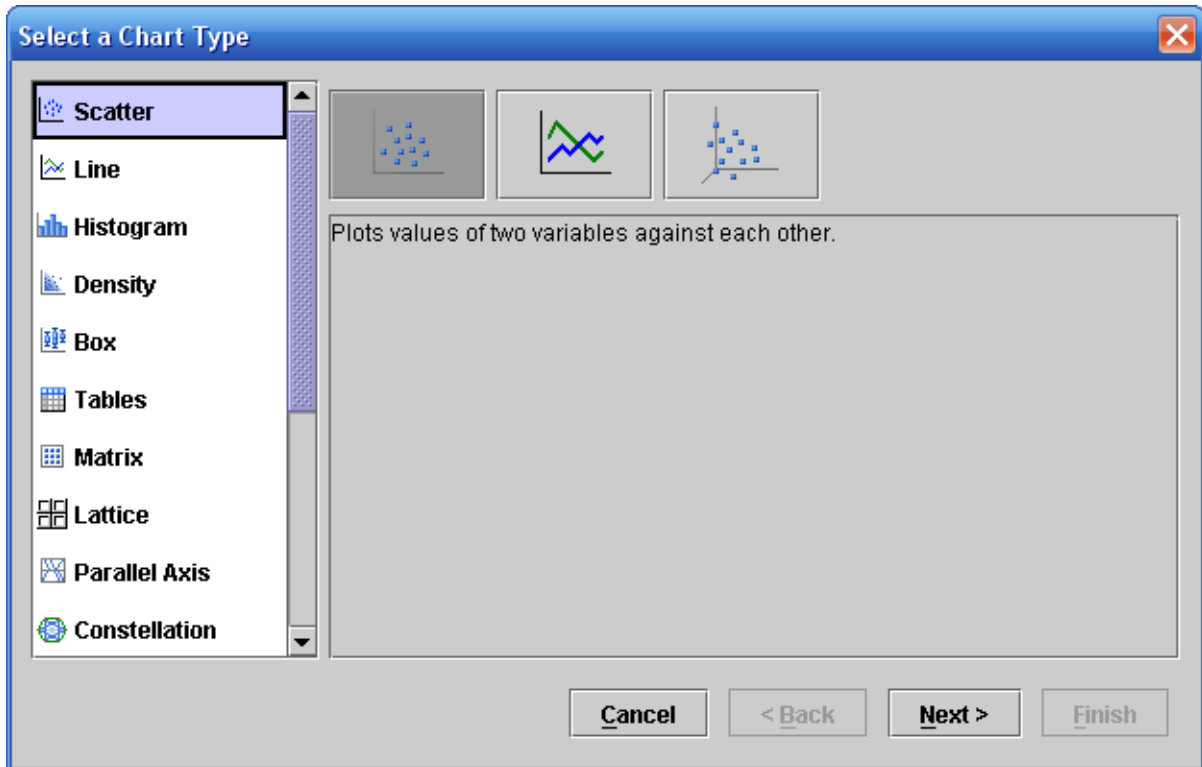 Select a Chart Type
Scatter
Line
Histogram
Density
Box
Tables
Matrix
Lattice
Parallel Axis
Constellation
Plots values of two variables against each other.
Cancel
< Back
Next >
Finish